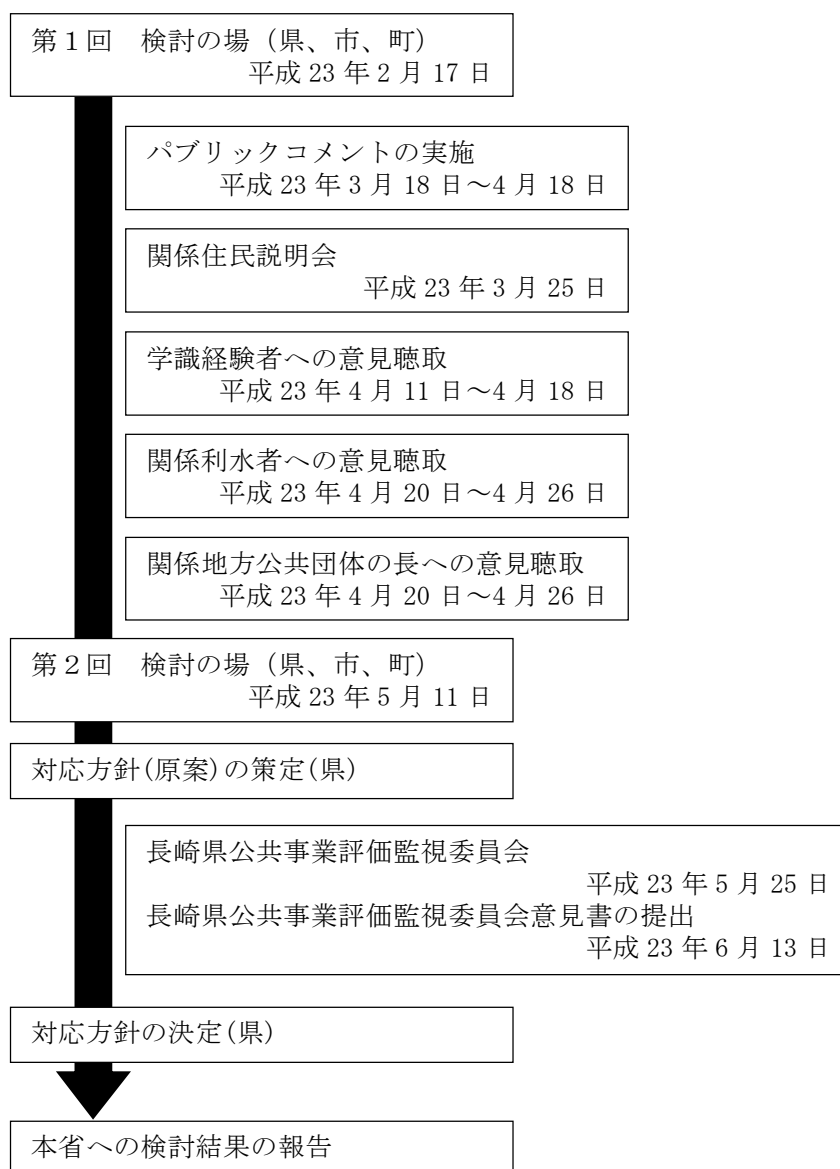 第１回　検討の場（県、市、町）
平成 23 年 2 月 17 日
パブリックコメントの実施
平成 23 年 3 月 18 日～4 月 18 日
関係住民説明会
平成 23 年 3 月 25 日
学識経験者への意見聴取
平成 23 年 4 月 11 日～4 月 18 日
関係利水者への意見聴取
平成 23 年 4 月 20 日～4 月 26 日
関係地方公共団体の長への意見聴取
平成 23 年 4 月 20 日～4 月 26 日
第２回　検討の場（県、市、町）
平成 23 年 5 月 11 日
対応方針(原案)の策定(県)
長崎県公共事業評価監視委員会
平成 23 年 5 月 25 日
長崎県公共事業評価監視委員会意見書の提出
平成 23 年 6 月 13 日
対応方針の決定(県)
本省への検討結果の報告